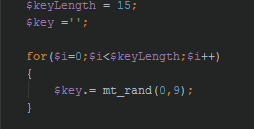 $keyLength = 15;
$key ='';
for($i=0;$i<$keyLength;$i++)
{
$key.= mt_rand(0,9);
}